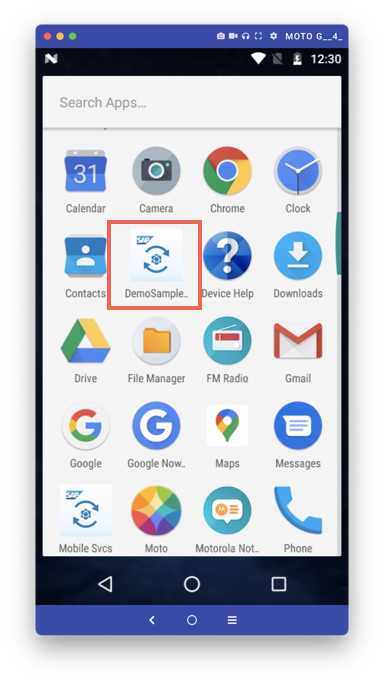 MOTO G__4_
12:30
Search Apps...
31
Calendar
Camera
Chrome
Clock
SAP
Contacts
DemoSample..
Device Help
Downloads
Drive
File Manager
FM Radio
Gmail
Google
Google Now..
Maps
Messages
SAP
Mobile Svcs
Moto
Motorola Not..
Phone